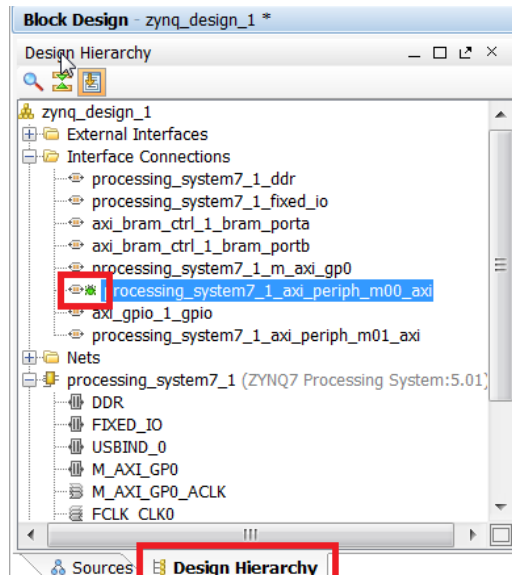 Block Design - zynq_design_1 *
Design Hierarchy
zynq_design_1
External Interfaces
Interface Connections
processing_system7_1_ddr
processing_system7_1_fixed_io
axi_bram_ctrl_1_bram_porta
axi_bram_ctrl_1_bram_portb
processing_system7_1_m_axi_gp0
processing_system7_1_axi_periph_m00_axi
axi_gpio_1_gpio
processing_system7_1_axi_periph_m01_axi
Nets
processing_system7_1 (ZYNQ7 Processing System:5.01)
DDR
FIXED_IO
USBIND_0
M_AXI_GP0
M_AXI_GP0_ACLK
FCLK_CLK0
Sources Design Hierarchy